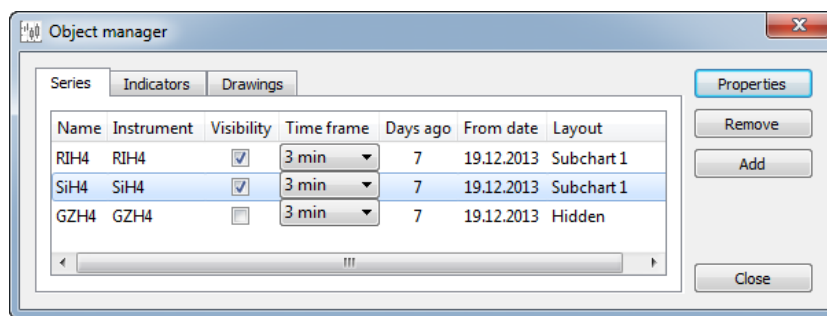 Object manager
Series Indicators Drawings
Properties
Name Instrument Visibility Time frame Days ago From date Layout
Remove
RIH4 RIH4 3 min 7 19.12.2013 Subchart 1
Add
SiH4 SiH4 3 min 7 19.12.2013 Subchart 1
GZH4 GZH4 3 min 7 19.12.2013 Hidden
Close